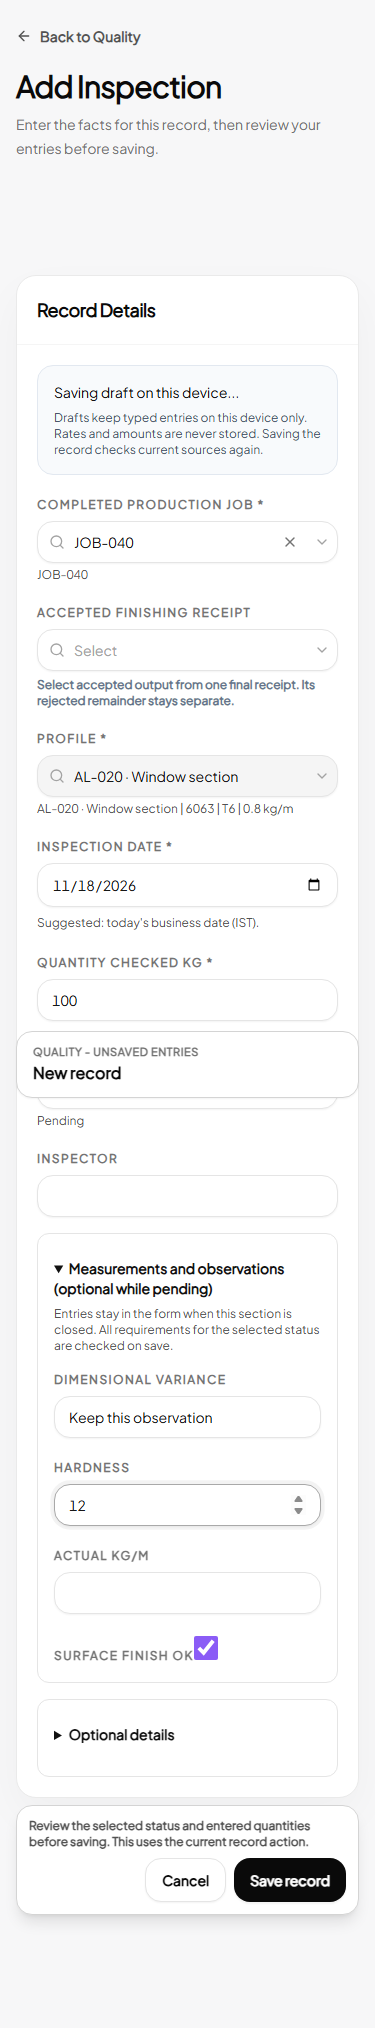 Back to Quality
Add Inspection
Enter the facts for this record, then review your
entries before saving.
Record Details
Saving draft on this device...
Drafts keep typed entries on this device only.
Rates and amounts are never stored. Saving the
record checks current sources again.
COMPLETED PRODUCTION JOB *
JOB-040
JOB-040
ACCEPTED FINISHING RECEIPT
Select
Select accepted output from one final receipt. Its
rejected remainder stays separate.
PROFILE *
AL-020 · Window section
AL-020 · Window section | 6063 | T6 | 0.8 kg/m
INSPECTION DATE *
11/18/2026
Suggested: today's business date (IST).
QUANTITY CHECKED KG *
100
QUALITY - UNSAVED ENTRIES
New record
Pending
INSPECTOR
Measurements and observations
(optional while pending)
Entries stay in the form when this section is
closed. All requirements for the selected status
are checked on save.
DIMENSIONAL VARIANCE
Keep this observation
HARDNESS
12
ACTUAL KG/M
SURFACE FINISH OK
Optional details
Review the selected status and entered quantities
before saving. This uses the current record action.
Cancel
Save record